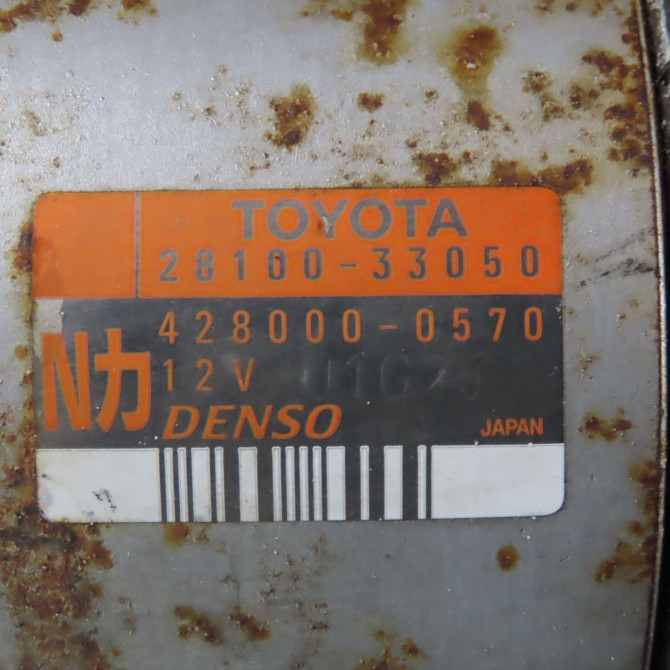 TOYOTA
28100-33050
428000-0570
Nカ
12V
DENSO
JAPAN